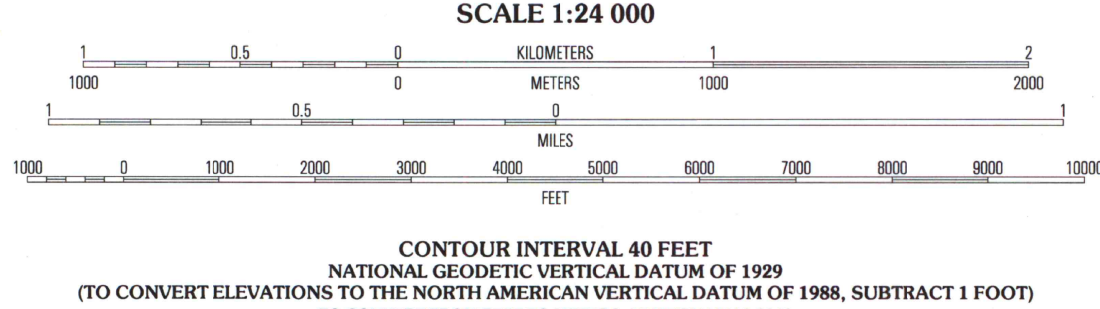 SCALE 1:24 000
1 0.5 0 KILOMETERS 1 2
1000 0 METERS 1000 2000
1 0.5 0 1
MILES
1000 0 1000 2000 3000 4000 5000 6000 7000 8000 9000 10000
FEET
CONTOUR INTERVAL 40 FEET
NATIONAL GEODETIC VERTICAL DATUM OF 1929
(TO CONVERT ELEVATIONS TO THE NORTH AMERICAN VERTICAL DATUM OF 1988, SUBTRACT 1 FOOT)